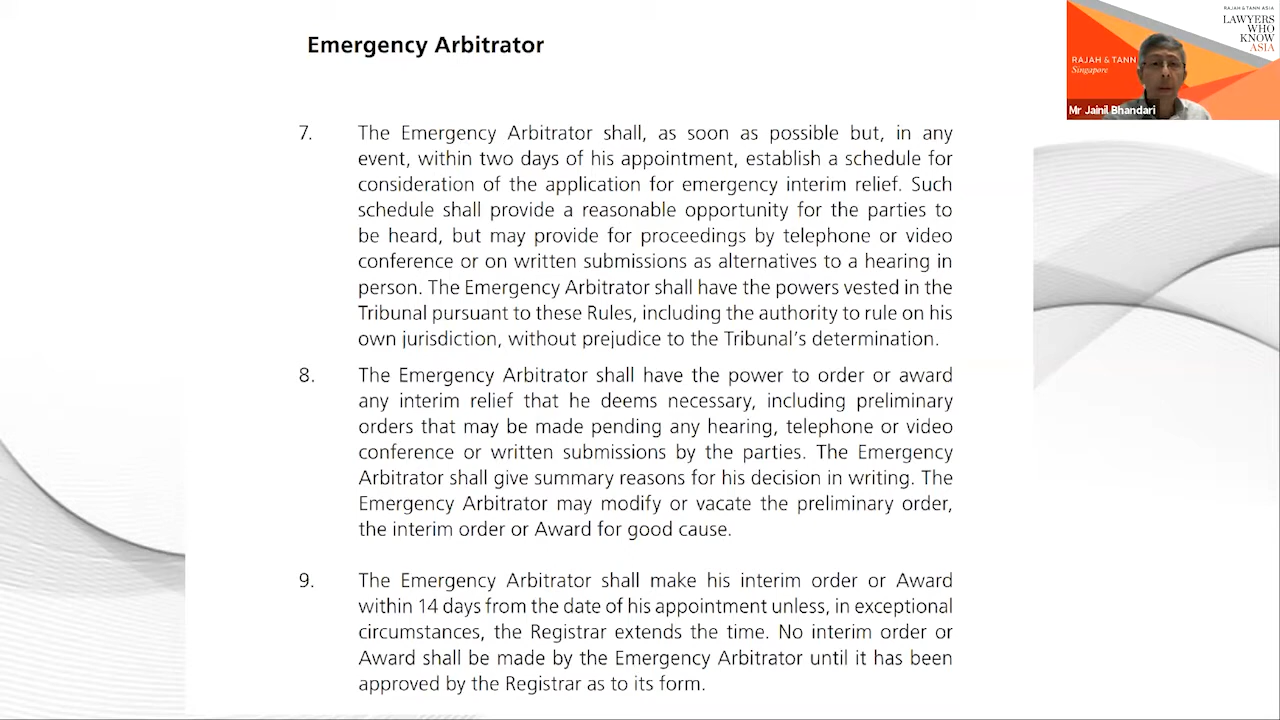 Emergency Arbitrator
RAJAH & TANN ASIA
LAWYERS
WHO
KNOW
ASIA
RAJAH & TANN
Singapore
Mr Jainil Bhandari
7. The Emergency Arbitrator shall, as soon as possible but, in any
event, within two days of his appointment, establish a schedule for
consideration of the application for emergency interim relief. Such
schedule shall provide a reasonable opportunity for the parties to
be heard, but may provide for proceedings by telephone or video
conference or on written submissions as alternatives to a hearing in
person. The Emergency Arbitrator shall have the powers vested in the
Tribunal pursuant to these Rules, including the authority to rule on his
own jurisdiction, without prejudice to the Tribunal's determination.
8. The Emergency Arbitrator shall have the power to order or award
any interim relief that he deems necessary, including preliminary
orders that may be made pending any hearing, telephone or video
conference or written submissions by the parties. The Emergency
Arbitrator shall give summary reasons for his decision in writing. The
Emergency Arbitrator may modify or vacate the preliminary order,
the interim order or Award for good cause.
9. The Emergency Arbitrator shall make his interim order or Award
within 14 days from the date of his appointment unless, in exceptional
circumstances, the Registrar extends the time. No interim order or
Award shall be made by the Emergency Arbitrator until it has been
approved by the Registrar as to its form.